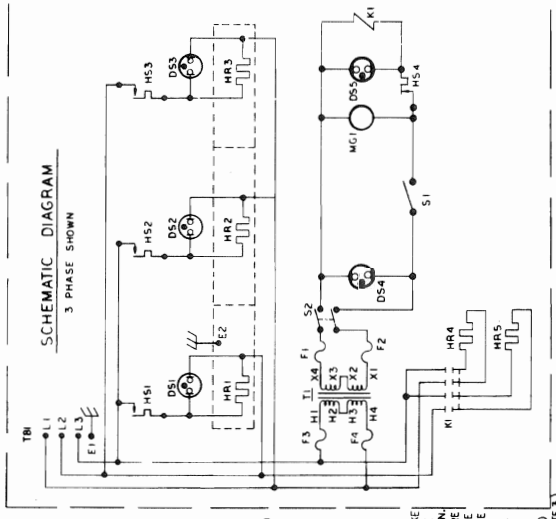 SCHEMATIC DIAGRAM
3 PHASE SHOWN
TB1
L1
L2
L3
E1
HS1
DS1
HR1
E2
HS2
DS2
HR2
HS3
DS3
HR3
F3
H1
H2
H3
H4
F4
T1
X4
X3
X2
X1
F1
F2
S2
DS4
S1
MG1
DS5
HS4
K1
K1
HR4
HR5